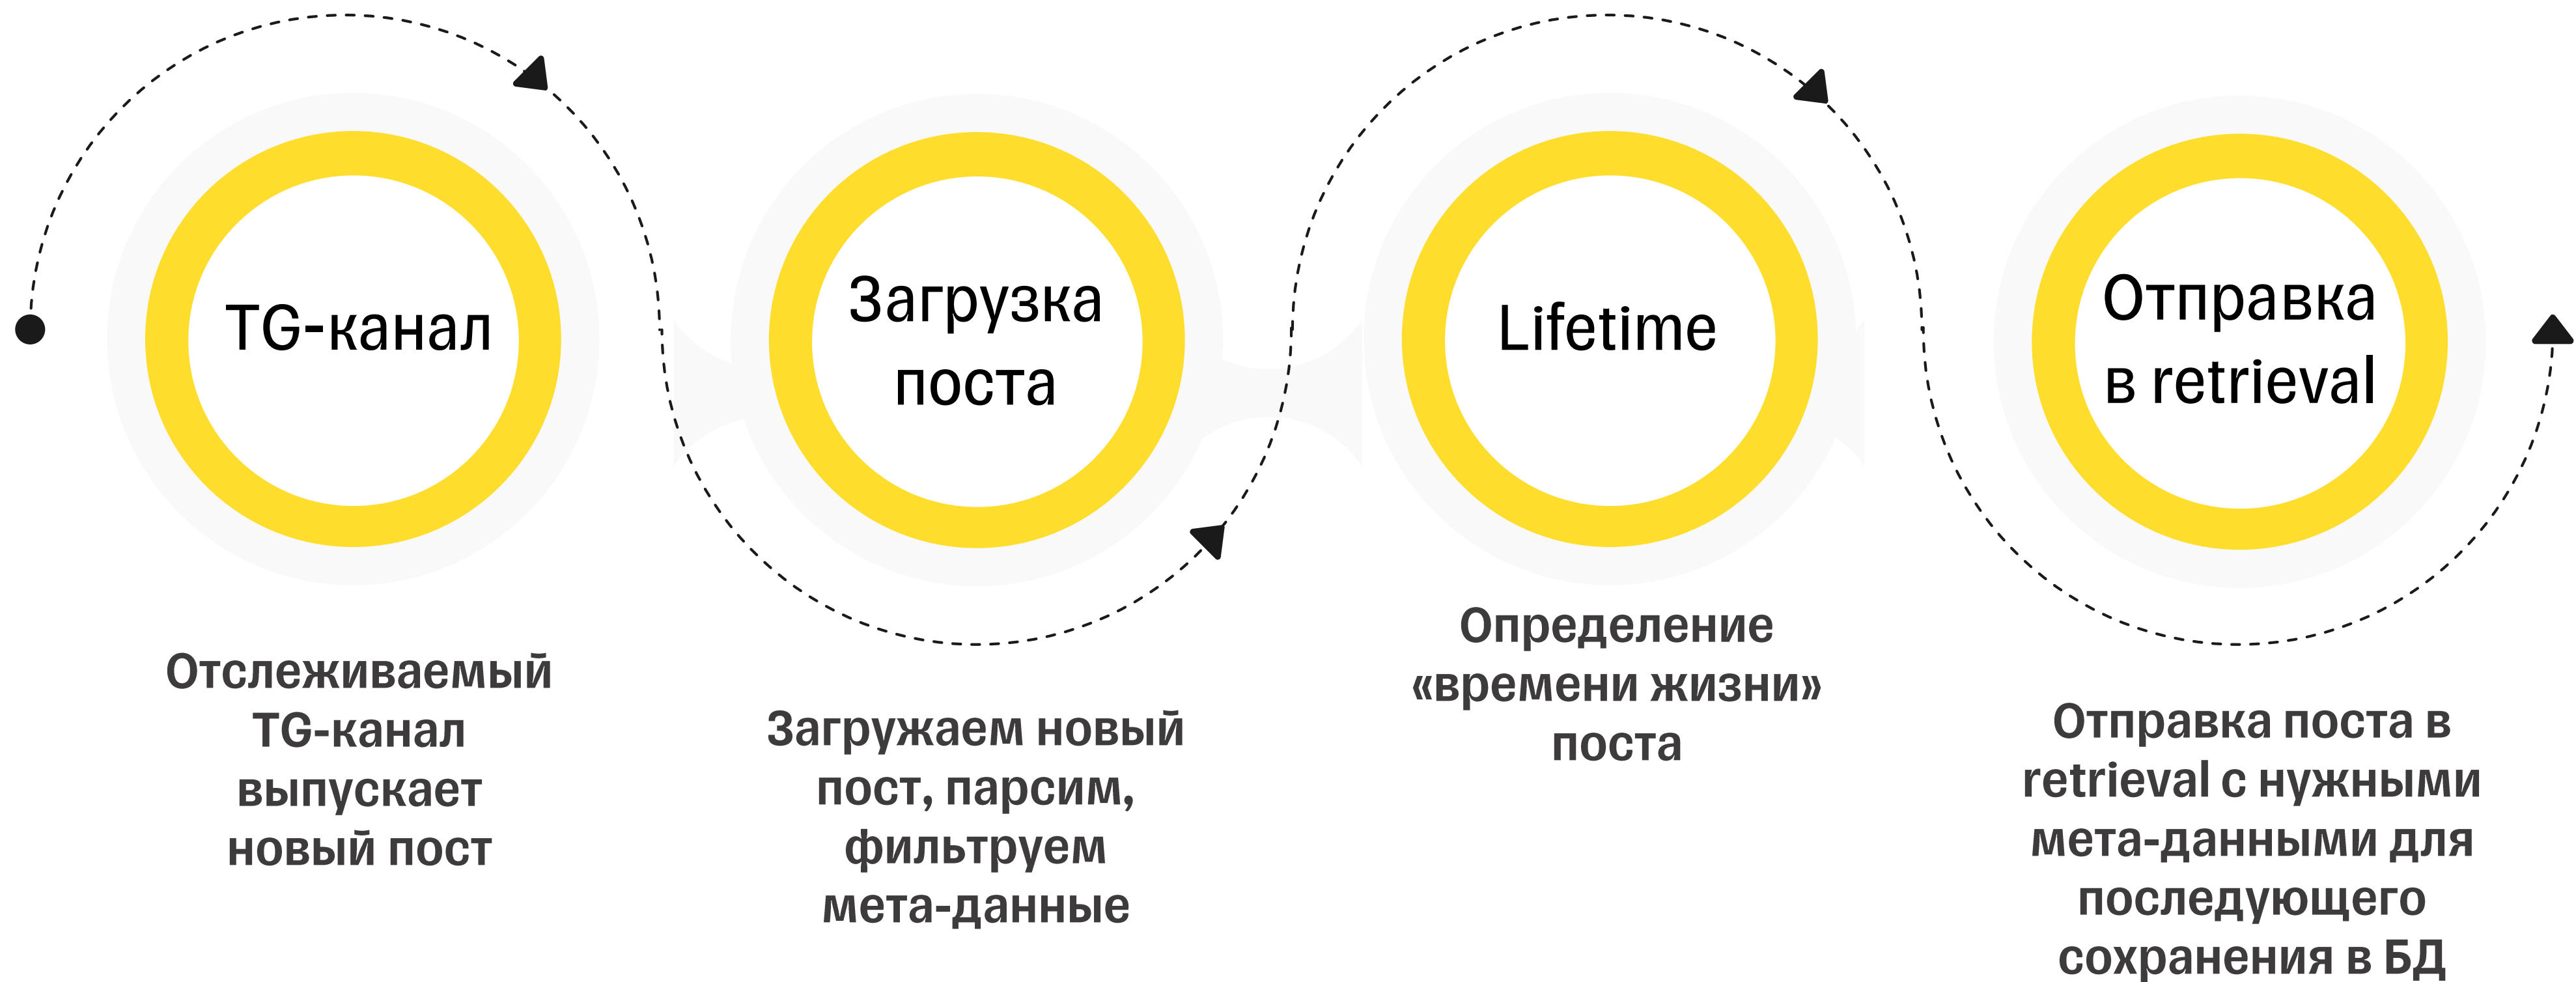 TG-канал
Отслеживаемый
TG-канал
выпускает
новый пост
Загрузка
поста
Загружаем новый
пост, парсим,
фильтруем
мета-данные
Lifetime
Определение
«времени жизни»
поста
Отправка
в retrieval
Отправка поста в
retrieval с нужными
мета-данными для
последующего
сохранения в БД